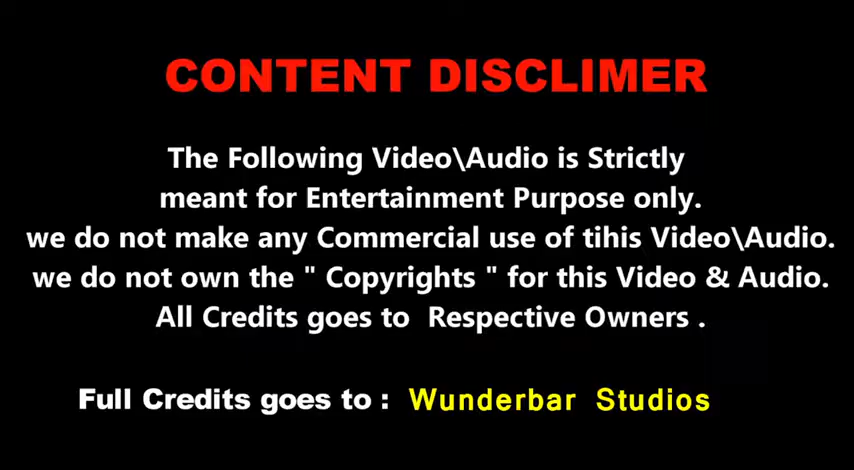 CONTENT DISCLIMER
The Following Video\Audio is Strictly
meant for Entertainment Purpose only.
we do not make any Commercial use of tihis Video\Audio.
we do not own the " Copyrights " for this Video & Audio.
All Credits goes to Respective Owners .
Full Credits goes to : Wunderbar Studios